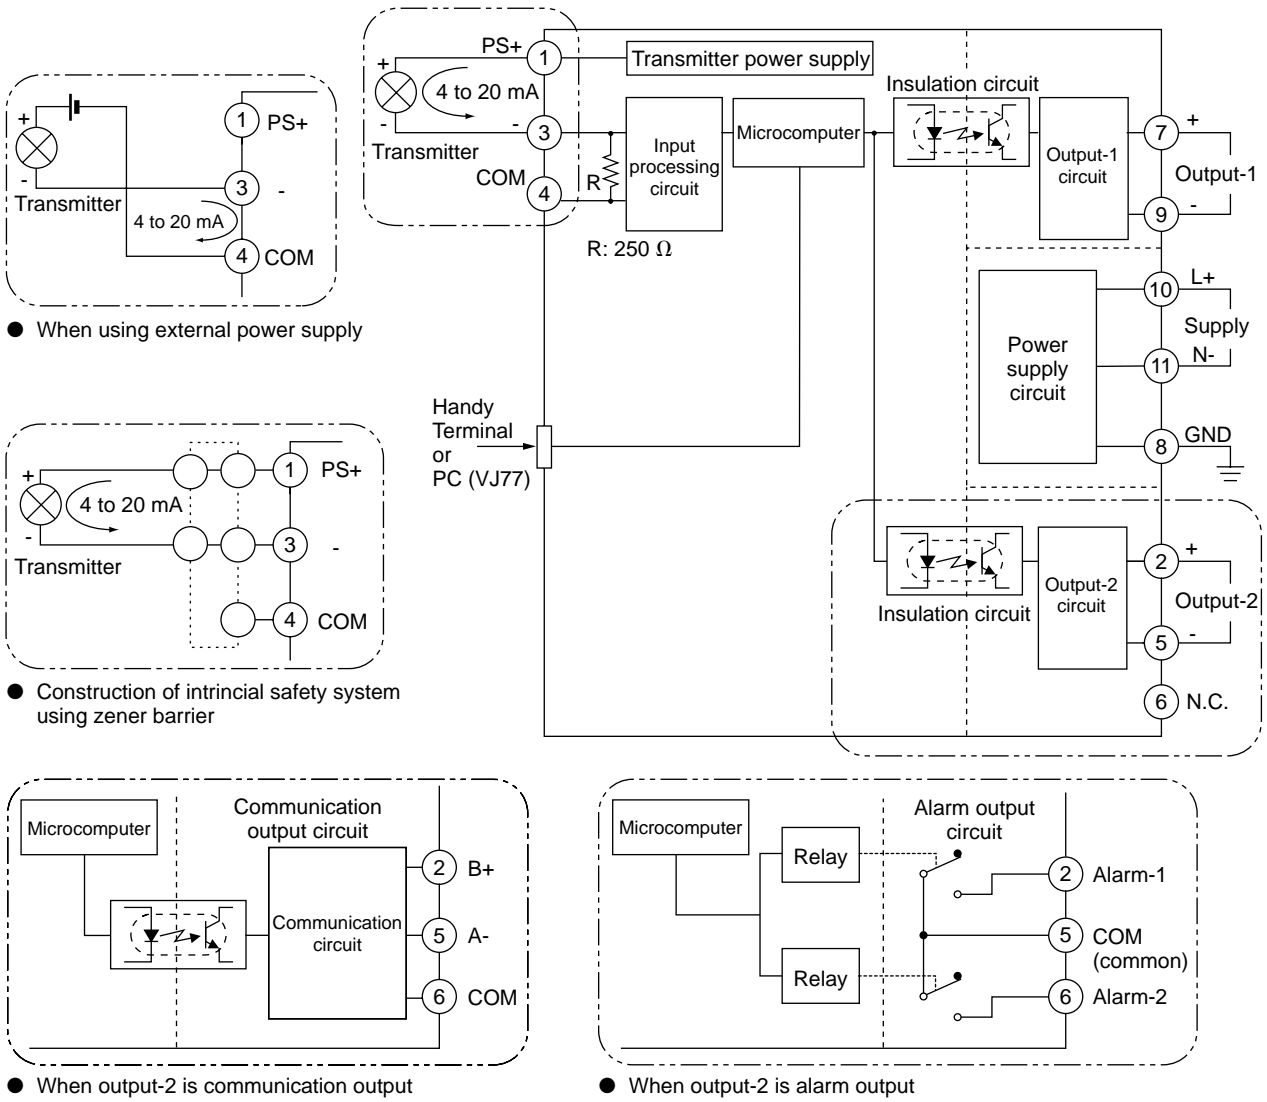 PS+
1
Transmitter power supply
+
4 to 20 mA
-
-
3
Transmitter
COM
4
R
R: 250 Ω
Input
processing
circuit
Microcomputer
Insulation circuit
Output-1
circuit
7
+
Output-1
9
-
10
L+
Supply
11
N-
Power
supply
circuit
8
GND
+
1
PS+
-
3
-
Transmitter
4 to 20 mA
4
COM
● When using external power supply
Handy
Terminal
or
PC (VJ77)
+
1
PS+
4 to 20 mA
-
3
-
Transmitter
4
COM
● Construction of intrincial safety system
using zener barrier
Insulation circuit
Output-2
circuit
2
+
Output-2
5
-
6
N.C.
Microcomputer
Communication
output circuit
Communication
circuit
2
B+
5
A-
6
COM
● When output-2 is communication output
Microcomputer
Relay
Relay
Alarm output
circuit
2
Alarm-1
5
COM
(common)
6
Alarm-2
● When output-2 is alarm output